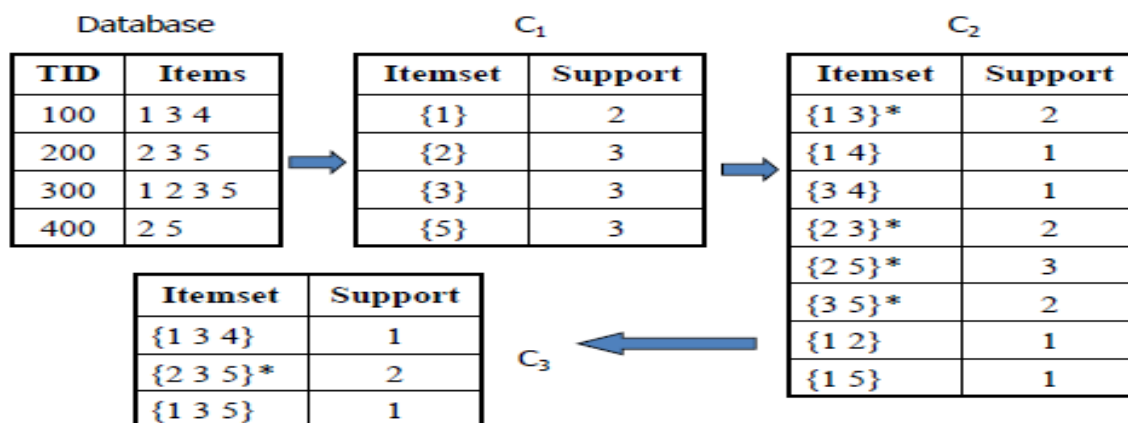 Database
TID Items
100 1 3 4
200 2 3 5
300 1 2 3 5
400 2 5
C₁
Itemset Support
{1} 2
{2} 3
{3} 3
{5} 3
C₂
Itemset Support
{1 3}* 2
{1 4} 1
{3 4} 1
{2 3}* 2
{2 5}* 3
{3 5}* 2
{1 2} 1
{1 5} 1
C₃
Itemset Support
{1 3 4} 1
{2 3 5}* 2
{1 3 5} 1